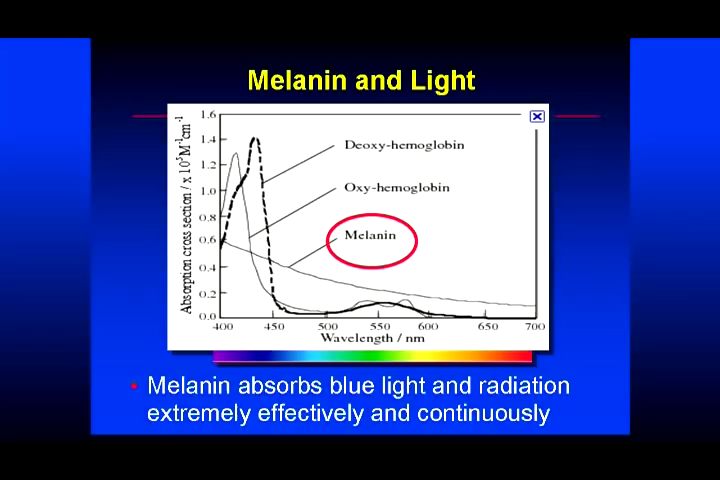 Melanin and Light
1.6
1.4
1.2
1.0
0.8
0.6
0.4
0.2
0.0
Absorption cross section / x 10⁵M⁻¹cm⁻¹
Deoxy-hemoglobin
Oxy-hemoglobin
Melanin
400 450 500 550 600 650 700
Wavelength / nm
• Melanin absorbs blue light and radiation
extremely effectively and continuously